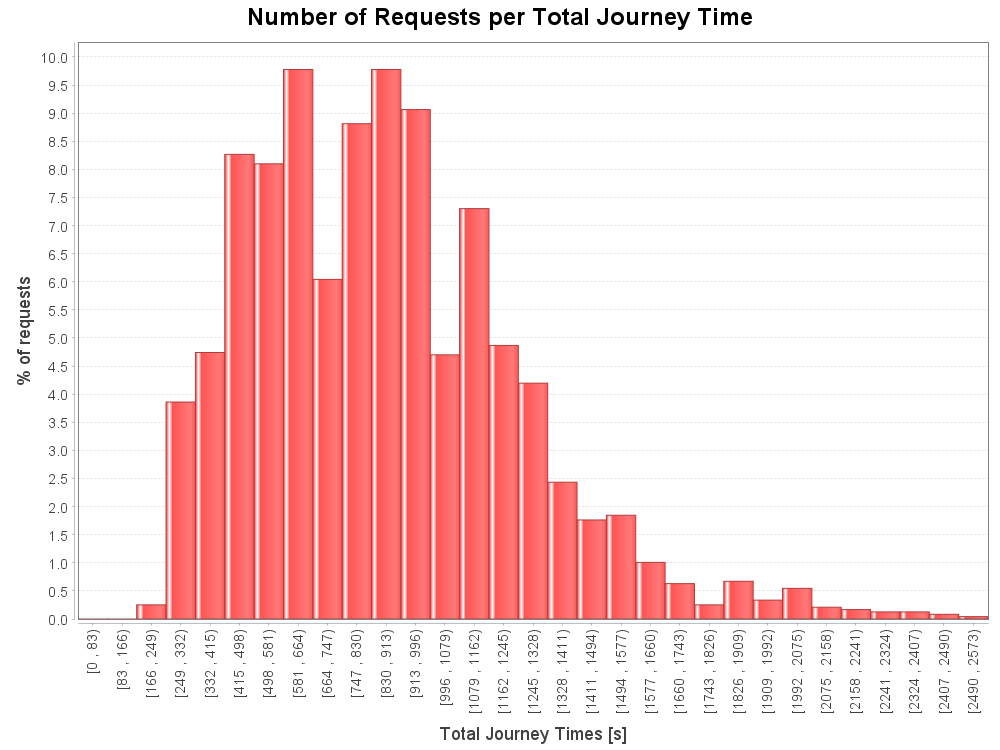 Number of Requests per Total Journey Time
10.0
9.5
9.0
8.5
8.0
7.5
7.0
6.5
6.0
5.5
5.0
4.5
4.0
3.5
3.0
2.5
2.0
1.5
1.0
0.5
0.0
% of requests
[0 , 83)
[83 , 166)
[166 , 249)
[249 , 332)
[332 , 415)
[415 , 498)
[498 , 581)
[581 , 664)
[664 , 747)
[747 , 830)
[830 , 913)
[913 , 996)
[996 , 1079)
[1079 , 1162)
[1162 , 1245)
[1245 , 1328)
[1328 , 1411)
[1411 , 1494)
[1494 , 1577)
[1577 , 1660)
[1660 , 1743)
[1743 , 1826)
[1826 , 1909)
[1909 , 1992)
[1992 , 2075)
[2075 , 2158)
[2158 , 2241)
[2241 , 2324)
[2324 , 2407)
[2407 , 2490)
[2490 , 2573)
Total Journey Times [s]